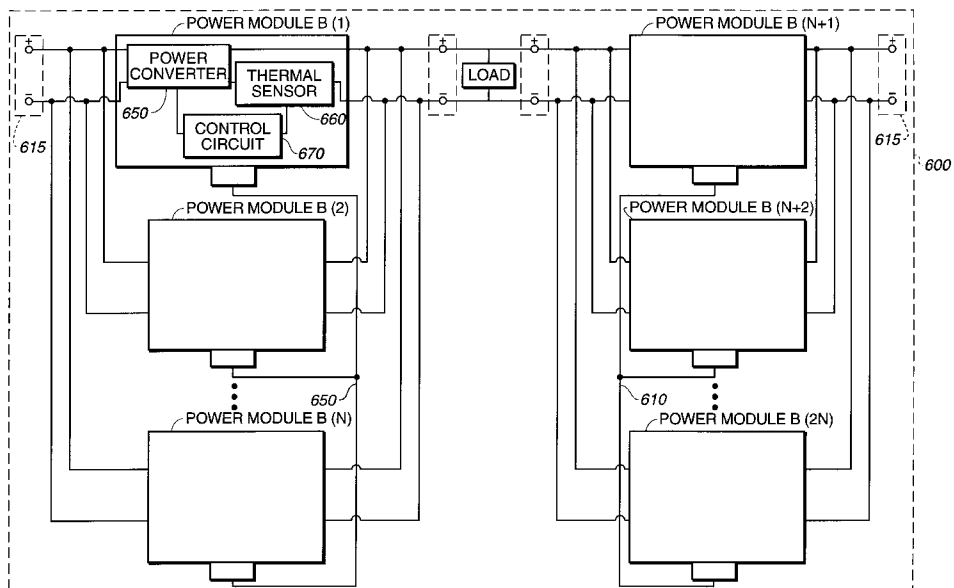 POWER MODULE B (1)
POWER MODULE B (N+1)
+
+
+
+
POWER
CONVERTER
THERMAL
SENSOR
LOAD
–
–
–
–
650
660
615
CONTROL
CIRCUIT
670
615
600
POWER MODULE B (2)
POWER MODULE B (N+2)
650
610
POWER MODULE B (N)
POWER MODULE B (2N)